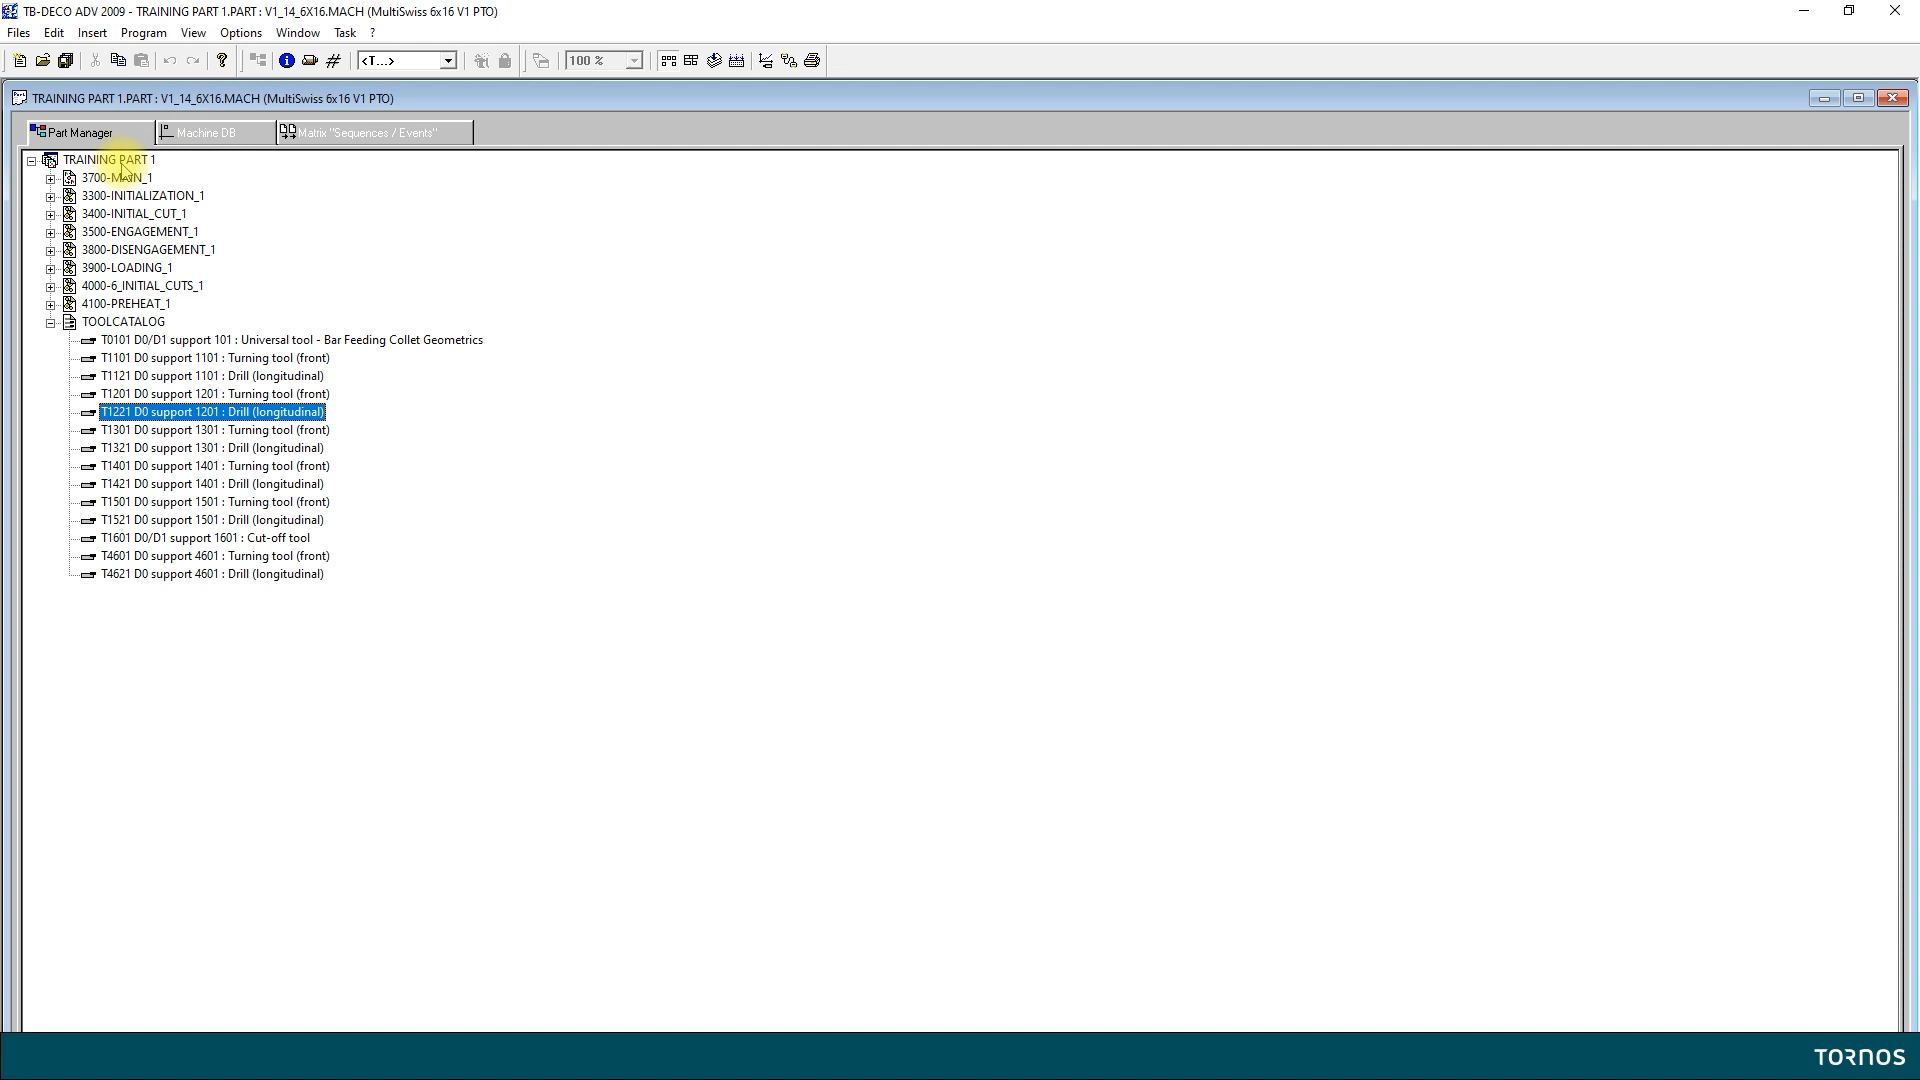 TB-DECO ADV 2009 - TRAINING PART 1.PART : V1_14_6X16.MACH (MultiSwiss 6x16 V1 PTO)
Files Edit Insert Program View Options Window Task ?
<T...> 100 %
TRAINING PART 1.PART : V1_14_6X16.MACH (MultiSwiss 6x16 V1 PTO)
Part Manager Machine DB Matrix "Sequences / Events"
TRAINING PART 1
3700-MAIN_1
3300-INITIALIZATION_1
3400-INITIAL_CUT_1
3500-ENGAGEMENT_1
3800-DISENGAGEMENT_1
3900-LOADING_1
4000-6_INITIAL_CUTS_1
4100-PREHEAT_1
TOOLCATALOG
T0101 D0/D1 support 101 : Universal tool - Bar Feeding Collet Geometrics
T1101 D0 support 1101 : Turning tool (front)
T1121 D0 support 1101 : Drill (longitudinal)
T1201 D0 support 1201 : Turning tool (front)
T1221 D0 support 1201 : Drill (longitudinal)
T1301 D0 support 1301 : Turning tool (front)
T1321 D0 support 1301 : Drill (longitudinal)
T1401 D0 support 1401 : Turning tool (front)
T1421 D0 support 1401 : Drill (longitudinal)
T1501 D0 support 1501 : Turning tool (front)
T1521 D0 support 1501 : Drill (longitudinal)
T1601 D0/D1 support 1601 : Cut-off tool
T4601 D0 support 4601 : Turning tool (front)
T4621 D0 support 4601 : Drill (longitudinal)
TORNOS